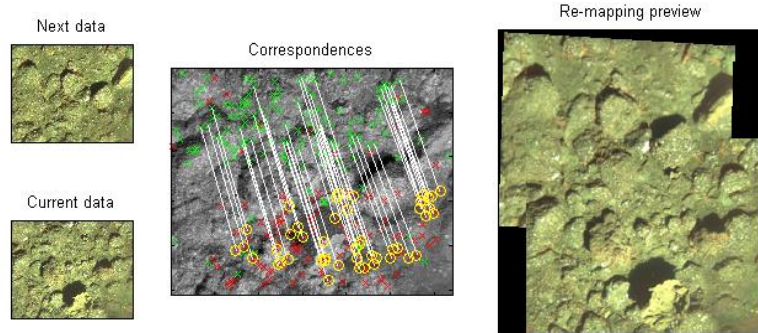 Next data
Correspondences
Re-mapping preview
Current data